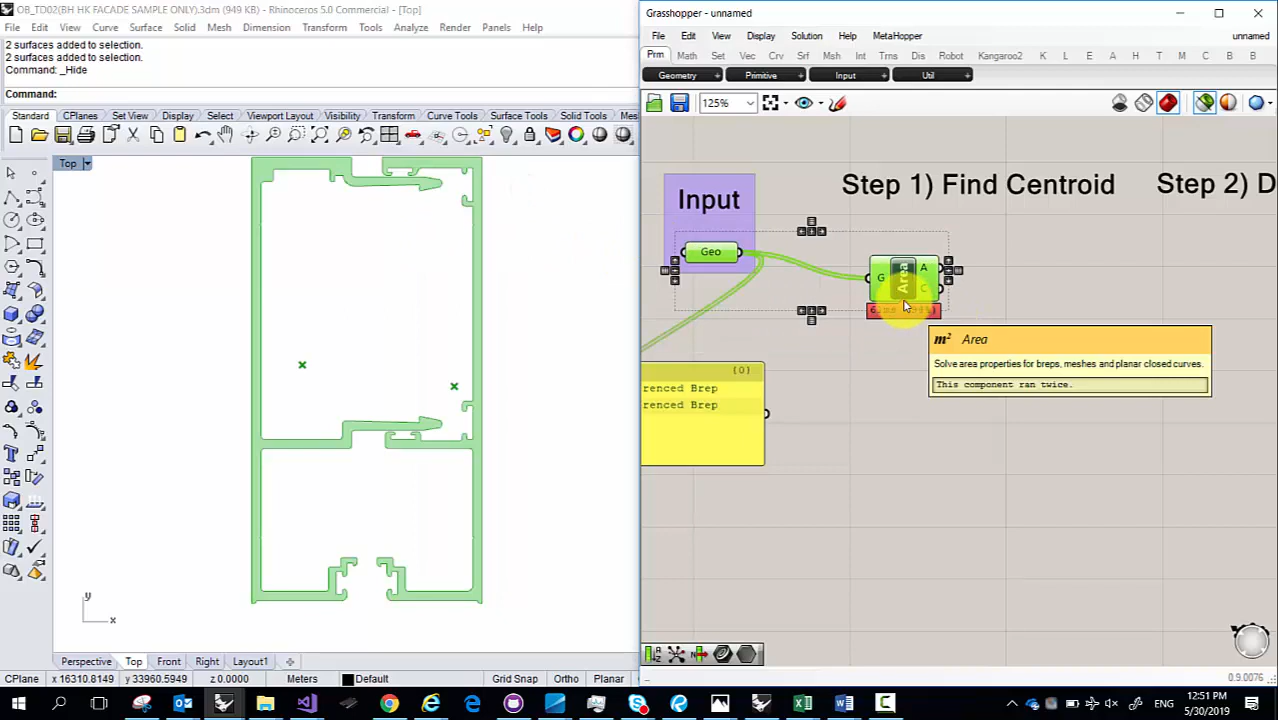 OB_TD02(BH HK FACADE SAMPLE ONLY).3dm (949 KB) - Rhinoceros 5.0 Commercial - [Top]
File Edit View Curve Surface Solid Mesh Dimension Transform Tools Analyze Render Panels Help
2 surfaces added to selection.
2 surfaces added to selection.
Command: _Hide
Command:
Standard CPlanes Set View Display Select Viewport Layout Visibility Transform Curve Tools Surface Tools Solid Tools Mes
Top
y
x
Perspective Top Front Right Layout1
CPlane x 16310.8149 y 33960.5949 z 0.0000 Meters Default Grid Snap Ortho Planar
Grasshopper - unnamed
File Edit View Display Solution Help MetaHopper unnamed
Prm Math Set Vec Crv Srf Msh Int Trns Dis Robot Kangaroo2 K L E A H T M C B B
Geometry Primitive Input Util
125%
Input
Step 1) Find Centroid
Step 2) D
Geo
G Area A
C
m² Area
Solve area properties for breps, meshes and planar closed curves.
This component ran twice.
{0}
renced Brep
renced Brep
0.9.0076
ENG
12:51 PM
5/30/2019